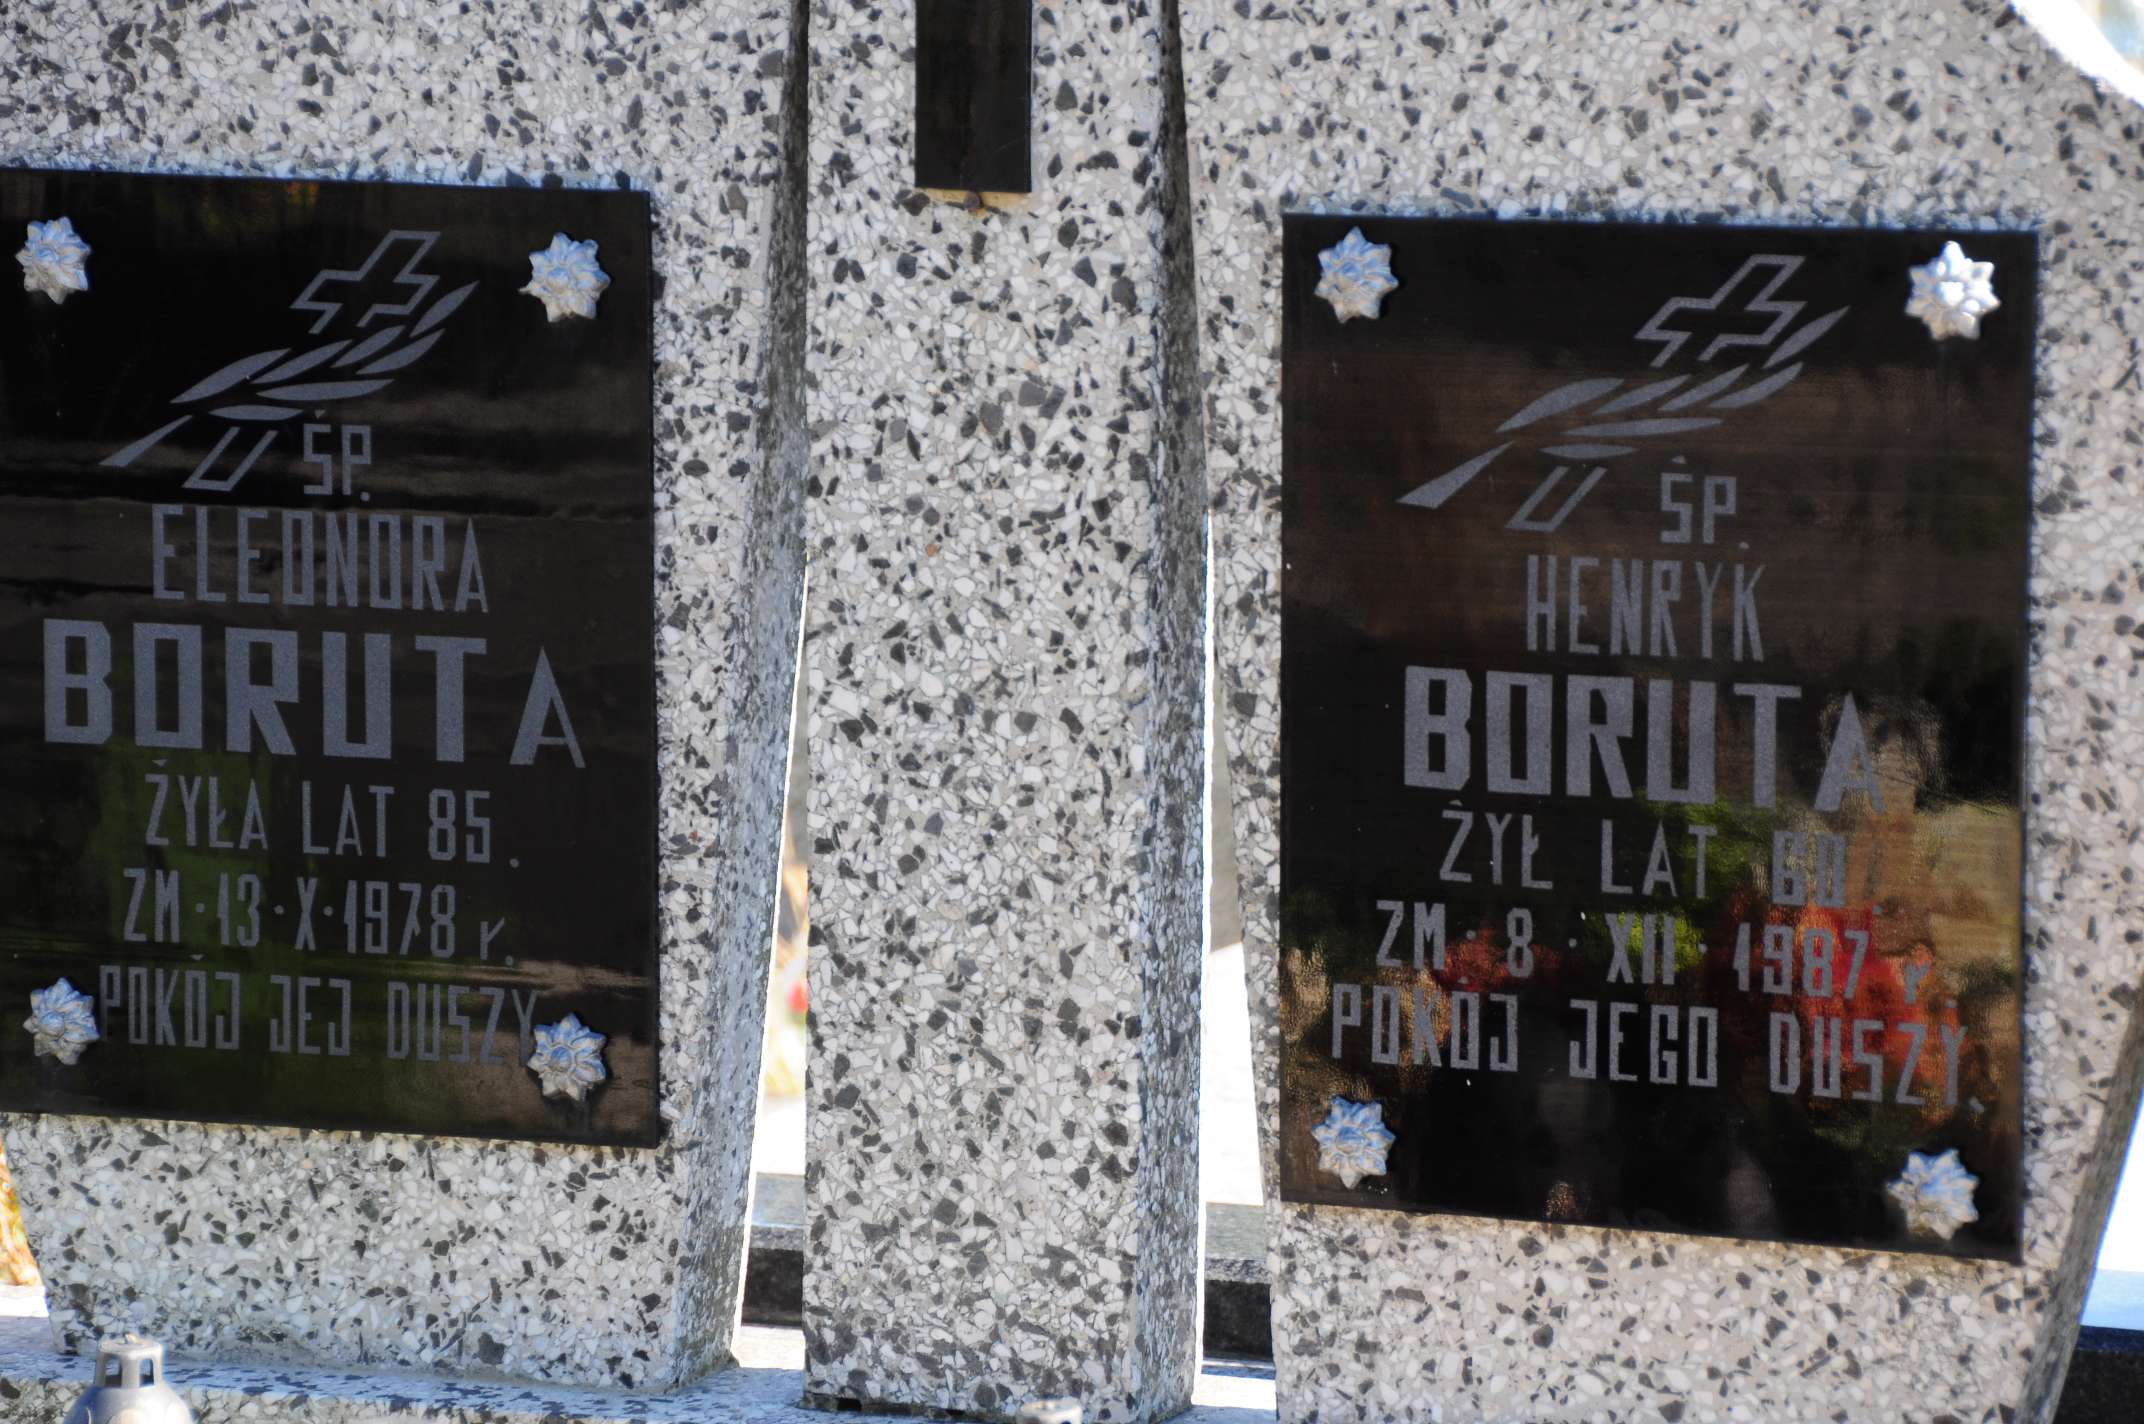 ŚP.
ELEONORA
BORUTA
ŻYŁA LAT 85.
ZM·13·X·1978 r.
POKÓJ JEJ DUSZY
ŚP.
HENRYK
BORUTA
ŻYŁ LAT 60.
ZM·8·XII·1987 r.
POKÓJ JEGO DUSZY.